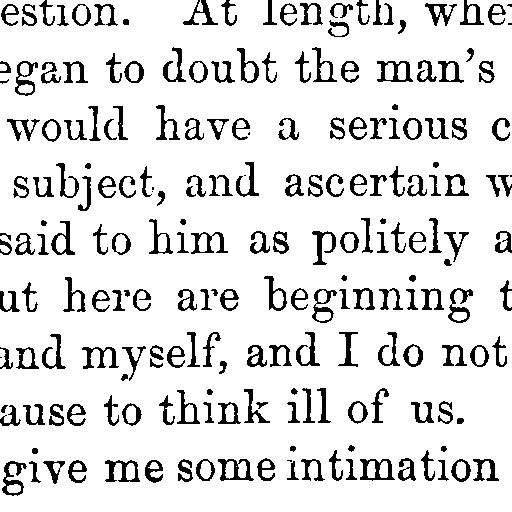 estion. At length, when
egan to doubt the man's
would have a serious c
subject, and ascertain w
said to him as politely a
ut here are beginning t
and myself, and I do not
ause to think ill of us.
give me some intimation